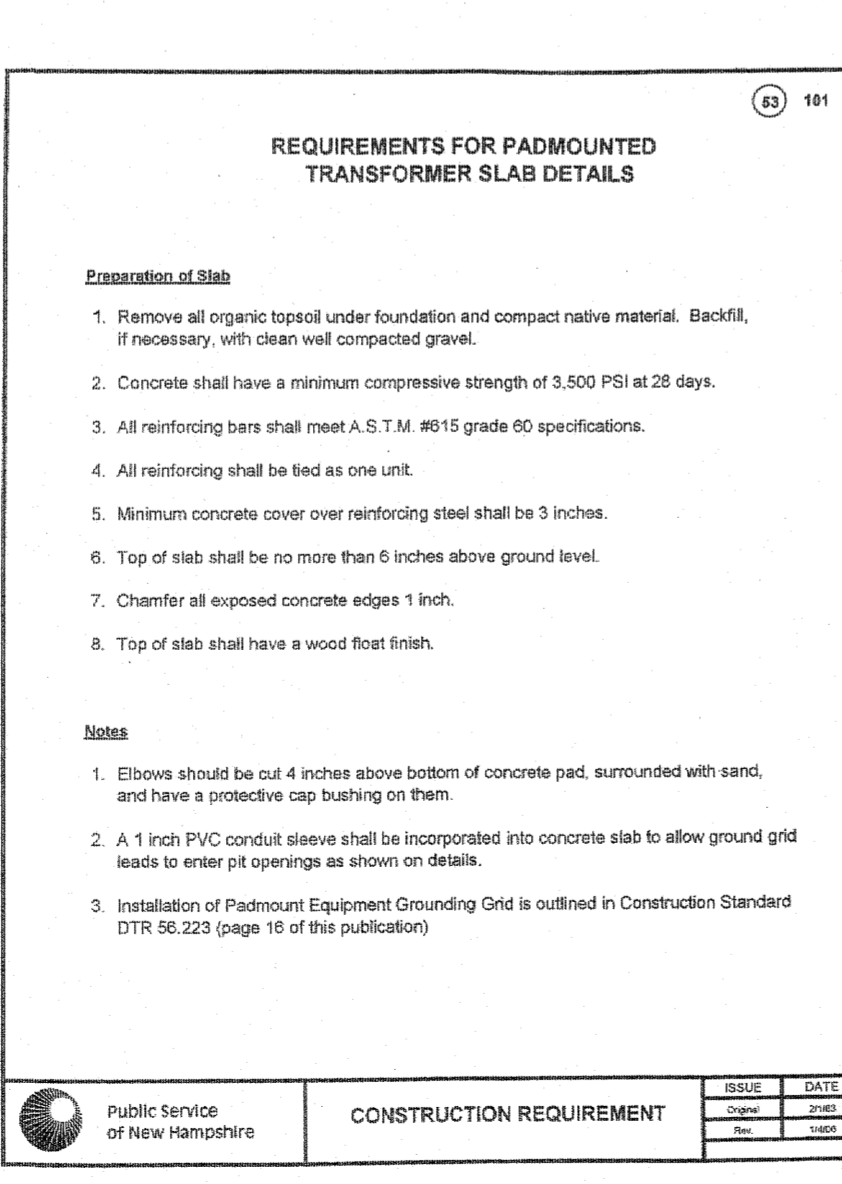 53 101
REQUIREMENTS FOR PADMOUNTED
TRANSFORMER SLAB DETAILS
Preparation of Slab
1. Remove all organic topsoil under foundation and compact native material. Backfill,
if necessary, with clean well compacted gravel.
2. Concrete shall have a minimum compressive strength of 3,500 PSI at 28 days.
3. All reinforcing bars shall meet A.S.T.M. #615 grade 60 specifications.
4. All reinforcing shall be tied as one unit.
5. Minimum concrete cover over reinforcing steel shall be 3 inches.
6. Top of slab shall be no more than 6 inches above ground level.
7. Chamfer all exposed concrete edges 1 inch.
8. Top of slab shall have a wood float finish.
Notes
1. Elbows should be cut 4 inches above bottom of concrete pad, surrounded with sand,
and have a protective cap bushing on them.
2. A 1 inch PVC conduit sleeve shall be incorporated into concrete slab to allow ground grid
leads to enter pit openings as shown on details.
3. Installation of Padmount Equipment Grounding Grid is outlined in Construction Standard
DTR 56.223 (page 16 of this publication)
Public Service
of New Hampshire
CONSTRUCTION REQUIREMENT
ISSUE DATE
Original 2/1/83
Rev. 1/4/06